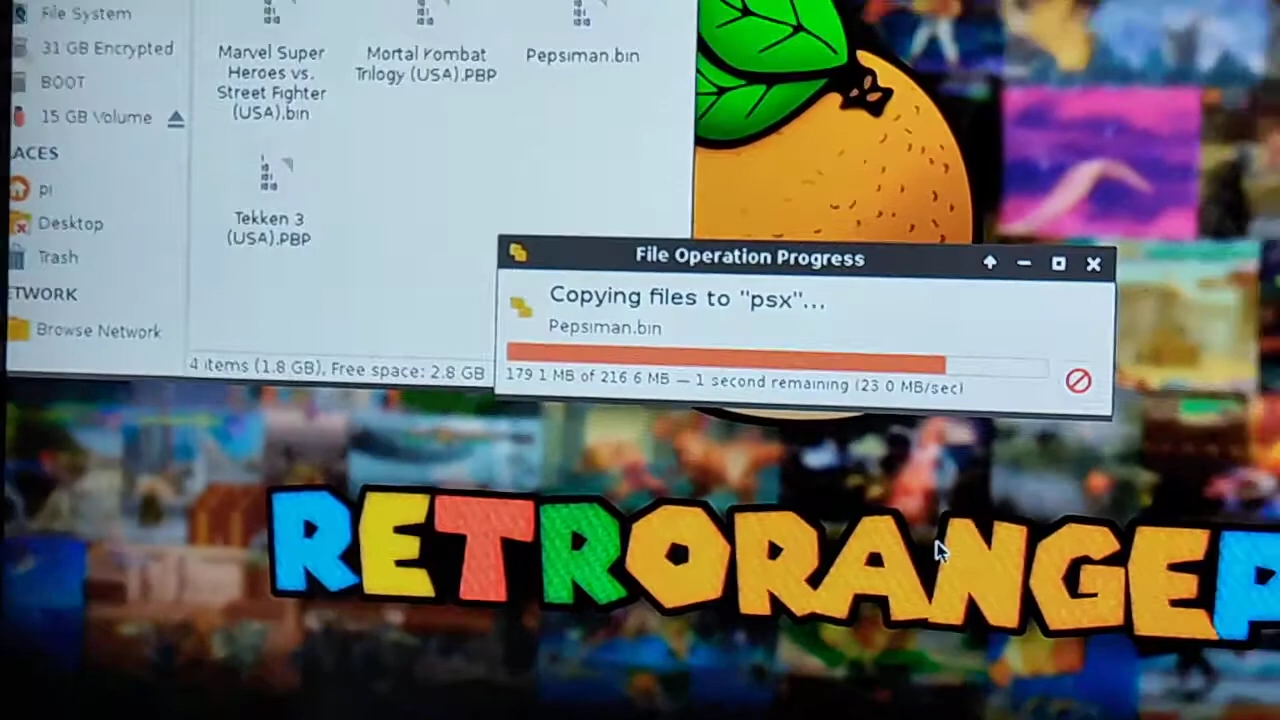 File System
31 GB Encrypted
BOOT
15 GB Volume
ACES
pi
Desktop
Trash
ETWORK
Browse Network
Marvel Super
Heroes vs.
Street Fighter
(USA).bin
Mortal Kombat
Trilogy (USA).PBP
Pepsiman.bin
Tekken 3
(USA).PBP
4 items (1.8 GB), Free space: 2.8 GB
File Operation Progress
Copying files to "psx"...
Pepsiman.bin
179.1 MB of 216.6 MB — 1 second remaining (23.0 MB/sec)
RETRORANGEP